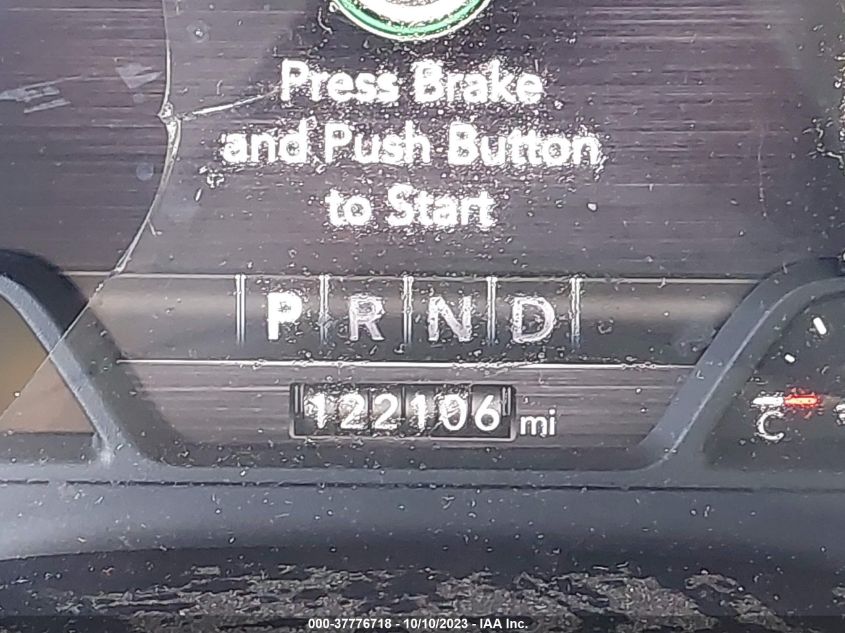 Press Brake
and Push Button
to Start
P R N D
122106 mi
C
000-37776718 - 10/10/2023 - IAA Inc.